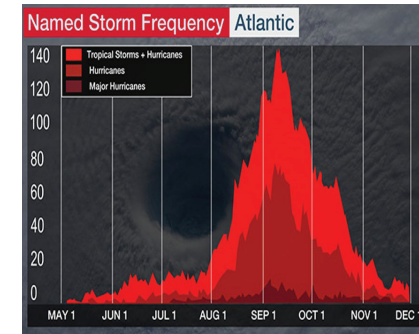 Named Storm Frequency Atlantic
140
120
100
80
60
40
20
0
Tropical Storms + Hurricanes
Hurricanes
Major Hurricanes
MAY 1 JUN 1 JUL 1 AUG 1 SEP 1 OCT 1 NOV 1 DEC